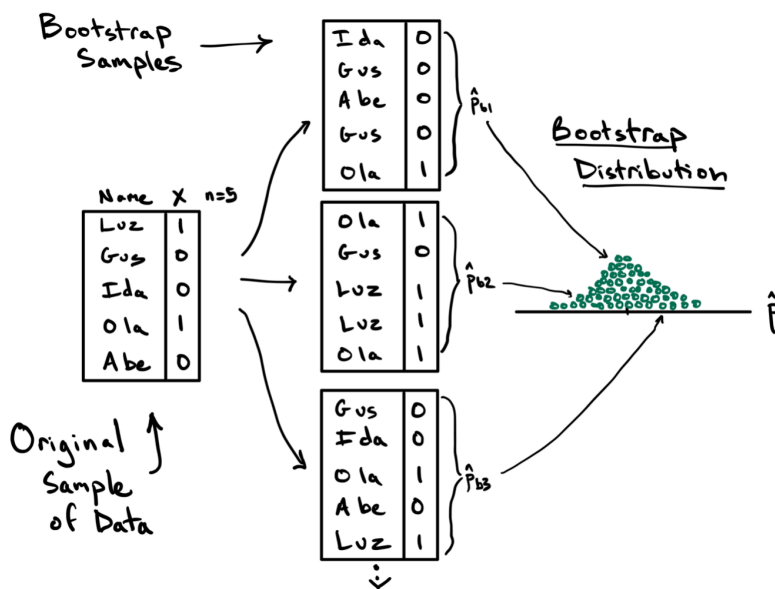 Bootstrap
Samples
Ida 0
Gus 0
Abe 0
Gus 0
Ola 1
p̂b1
Bootstrap
Distribution
Name X n=5
Luz 1
Gus 0
Ida 0
Ola 1
Abe 0
Ola 1
Gus 0
Luz 1
Luz 1
Ola 1
p̂b2
p̂
Gus 0
Ida 0
Ola 1
Abe 0
Luz 1
p̂b3
Original
Sample
of Data